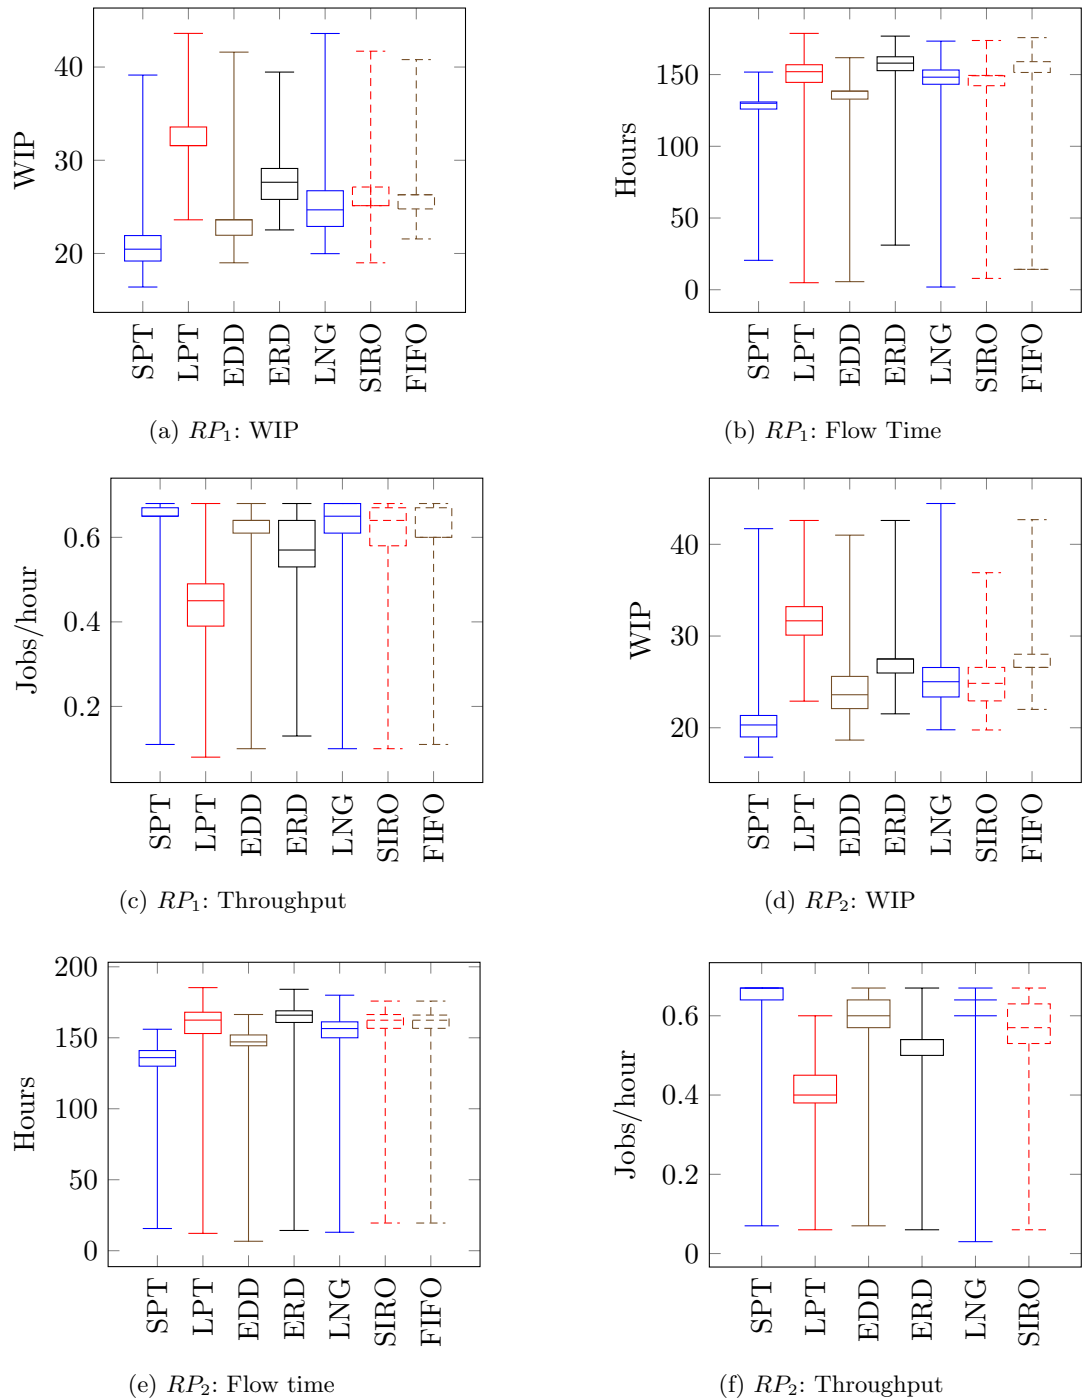 40
30
20
WIP
SPT
LPT
EDD
ERD
LNG
SIRO
FIFO
(a) RP₁: WIP
150
100
50
0
Hours
SPT
LPT
EDD
ERD
LNG
SIRO
FIFO
(b) RP₁: Flow Time
0.6
0.4
0.2
Jobs/hour
SPT
LPT
EDD
ERD
LNG
SIRO
FIFO
(c) RP₁: Throughput
40
30
20
WIP
SPT
LPT
EDD
ERD
LNG
SIRO
FIFO
(d) RP₂: WIP
200
150
100
50
0
Hours
SPT
LPT
EDD
ERD
LNG
SIRO
FIFO
(e) RP₂: Flow time
0.6
0.4
0.2
0
Jobs/hour
SPT
LPT
EDD
ERD
LNG
SIRO
(f) RP₂: Throughput